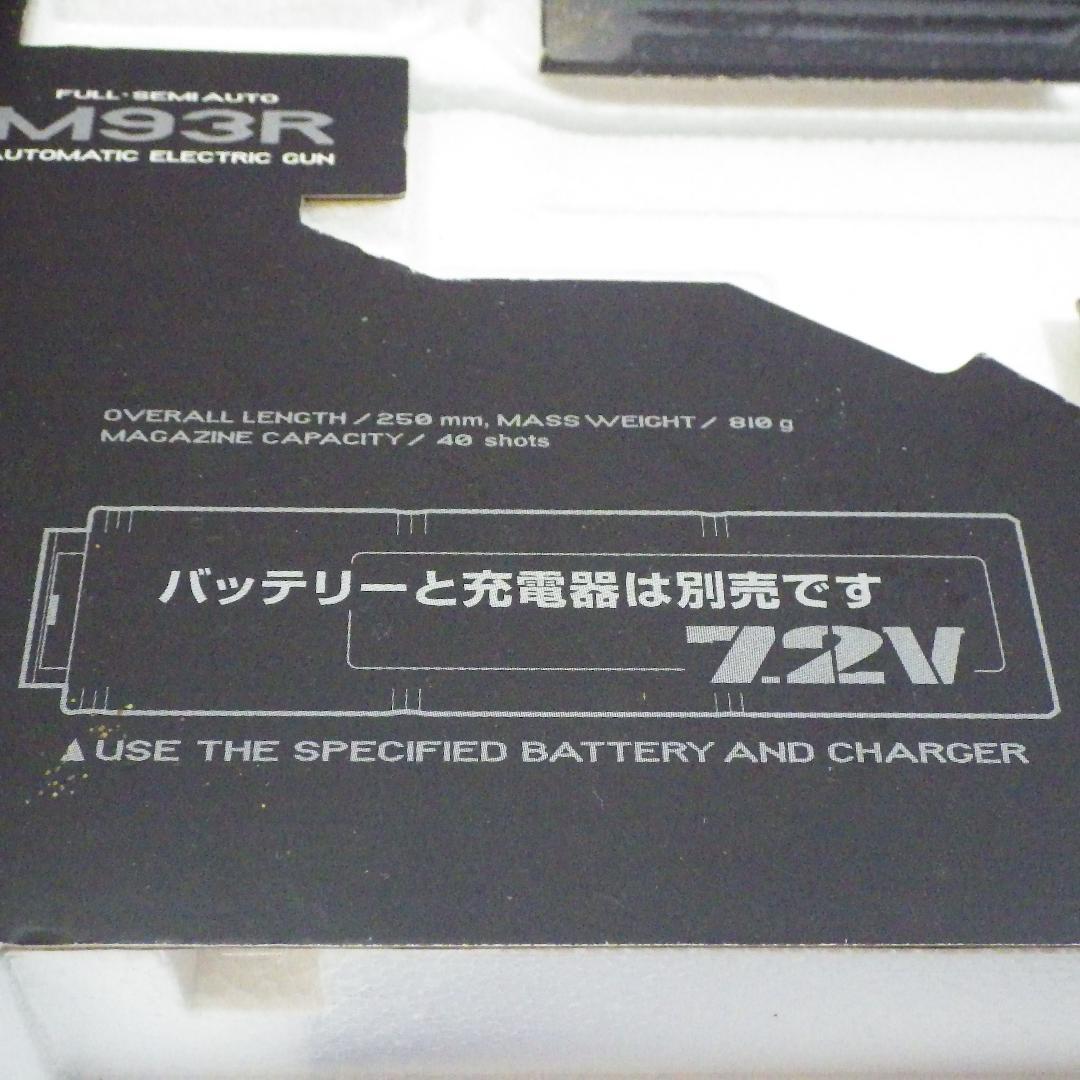 FULL·SEMI AUTO
M93R
AUTOMATIC ELECTRIC GUN
OVERALL LENGTH / 250 mm, MASS WEIGHT / 810 g
MAGAZINE CAPACITY / 40 shots
バッテリーと充電器は別売です
7.2V
▲USE THE SPECIFIED BATTERY AND CHARGER